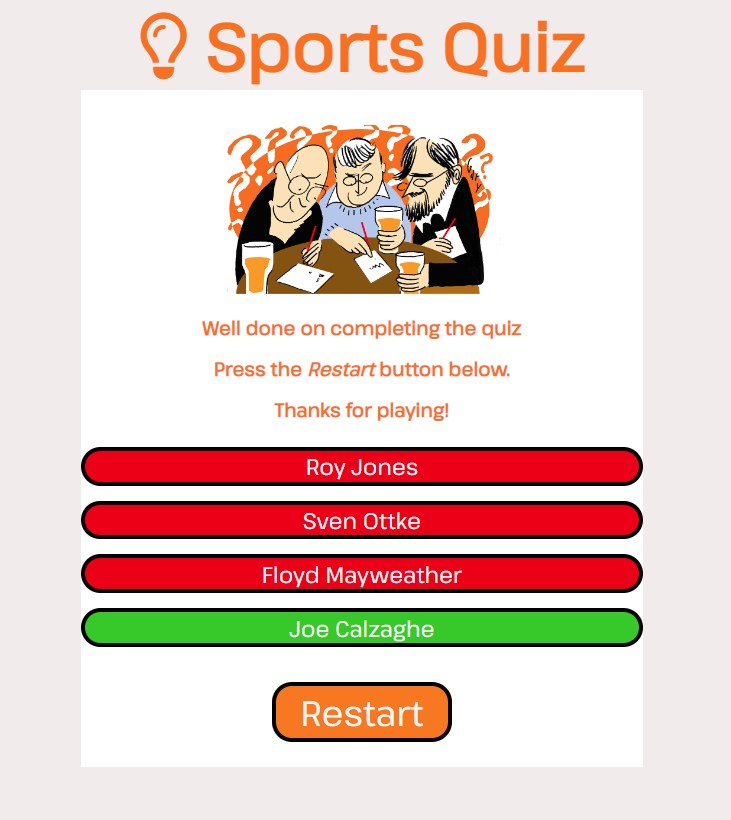 Sports Quiz
Well done on completing the quiz
Press the Restart button below.
Thanks for playing!
Roy Jones
Sven Ottke
Floyd Mayweather
Joe Calzaghe
Restart